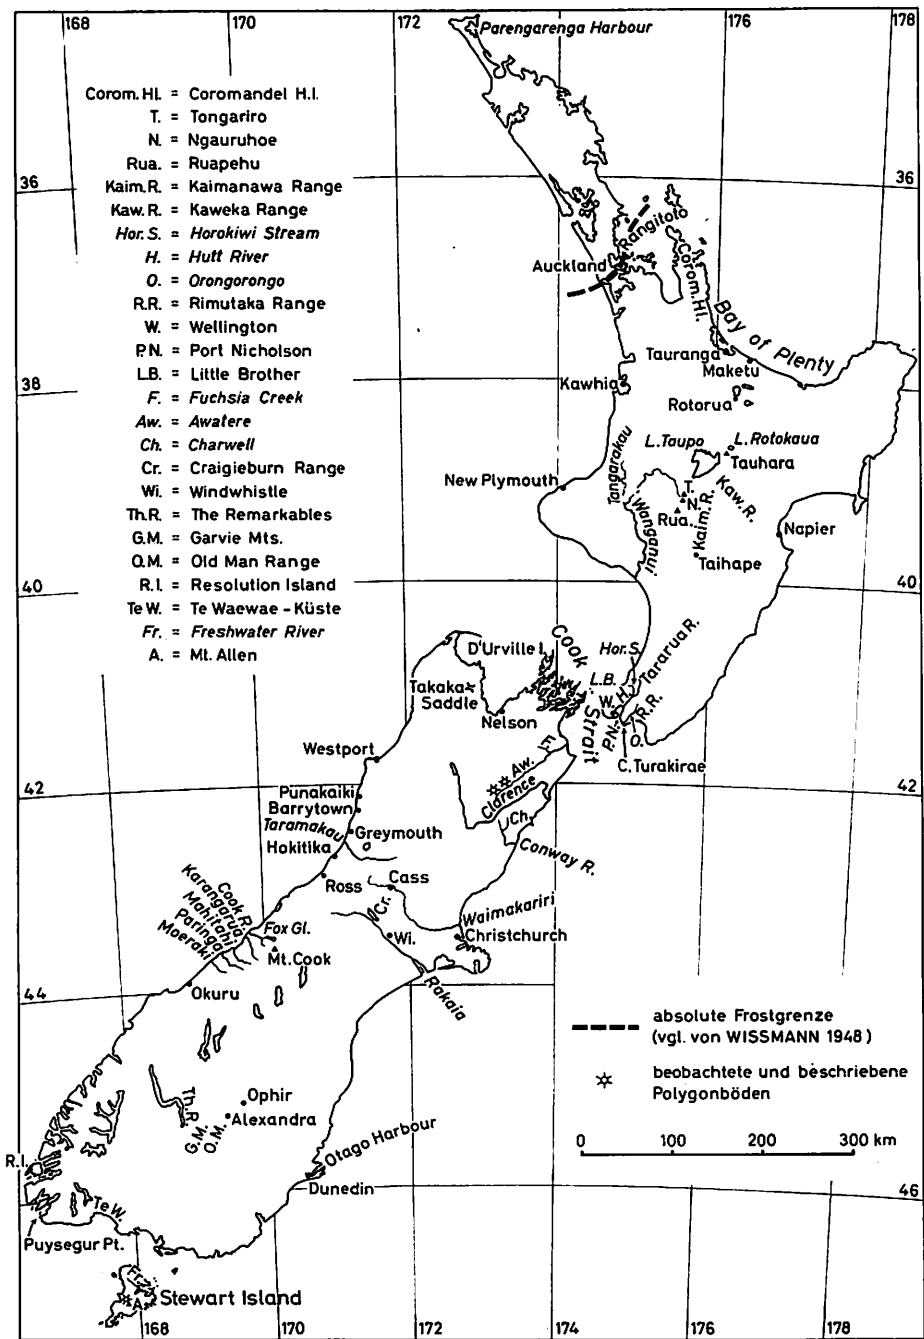 168
170
172
176
178
Parengarenga Harbour
Corom. Hl. = Coromandel H.I.
T. = Tongariro
N. = Ngauruhoe
Rua. = Ruapehu
Kaim. R. = Kaimanawa Range
Kaw. R. = Kaweka Range
Hor. S. = Horokiwi Stream
H. = Hutt River
O. = Orongorongo
R.R. = Rimutaka Range
W. = Wellington
P.N. = Port Nicholson
L.B. = Little Brother
F. = Fuchsia Creek
Aw. = Awatere
Ch. = Charwell
Cr. = Craigieburn Range
Wi. = Windwhistle
Th.R. = The Remarkables
G.M. = Garvie Mts.
O.M. = Old Man Range
R.I. = Resolution Island
Te W. = Te Waewae - Küste
Fr. = Freshwater River
A. = Mt. Allen
36
36
Rangitoto
Auckland
Corom. Hl.
Bay of Plenty
Tauranga
Maketu
38
38
Kawhia
Rotorua
L. Taupo
L. Rotokaua
Tauhara
Tangarakau
New Plymouth
T.
N.
Rua.
Kaim. R.
Kaw. R.
Wanganui
Napier
Taihape
40
40
D'Urville I.
Cook Strait
Hor. S.
Tararua R.
L.B.
H.
W.
R.R.
P.N.
O.
Takaka Saddle
Nelson
C. Turakirae
Westport
F.
Aw.
Clarence
42
42
Punakaiki
Barrytown
Taramakau
Greymouth
Hokitika
Ch.
Conway R.
Ross
Cass
Cook R.
Karangarua
Mahitahi
Paringa
Moeraki
Fox Gl.
Mt. Cook
Cr.
Wi.
Waimakariri
Christchurch
Rakaia
44
44
Okuru
absolute Frostgrenze
(vgl. von WISSMANN 1948)
beobachtete und beschriebene
Polygonböden
Ophir
Alexandra
Th.R.
G.M.
O.M.
0 100 200 300 km
Otago Harbour
Dunedin
R.I.
46
Te W.
Puysegur Pt.
Fr.
A.
Stewart Island
168
170
172
174
176
178